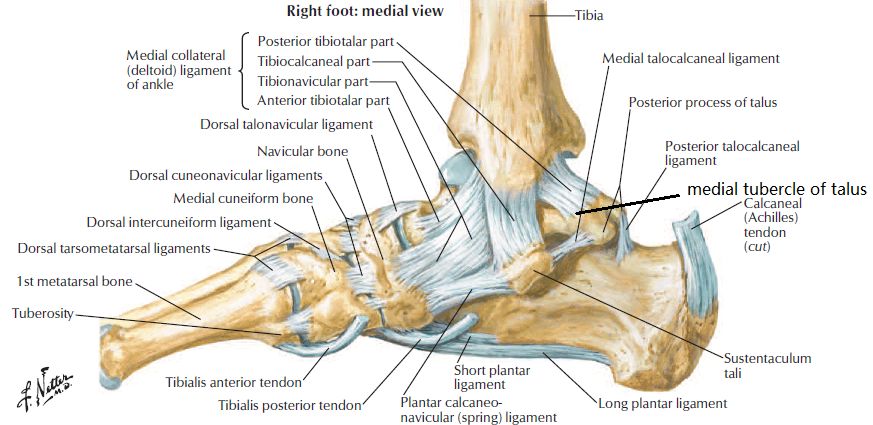 Right foot: medial view
Tibia
Medial collateral
(deltoid) ligament
of ankle
Posterior tibiotalar part
Tibiocalcaneal part
Tibionavicular part
Anterior tibiotalar part
Dorsal talonavicular ligament
Navicular bone
Dorsal cuneonavicular ligaments
Medial cuneiform bone
Dorsal intercuneiform ligament
Dorsal tarsometatarsal ligaments
1st metatarsal bone
Tuberosity
Tibialis anterior tendon
Tibialis posterior tendon
Medial talocalcaneal ligament
Posterior process of talus
Posterior talocalcaneal
ligament
medial tubercle of talus
Calcaneal
(Achilles)
tendon
(cut)
Sustentaculum
tali
Long plantar ligament
Short plantar
ligament
Plantar calcaneo-
navicular (spring) ligament
F. Netter
M.D.